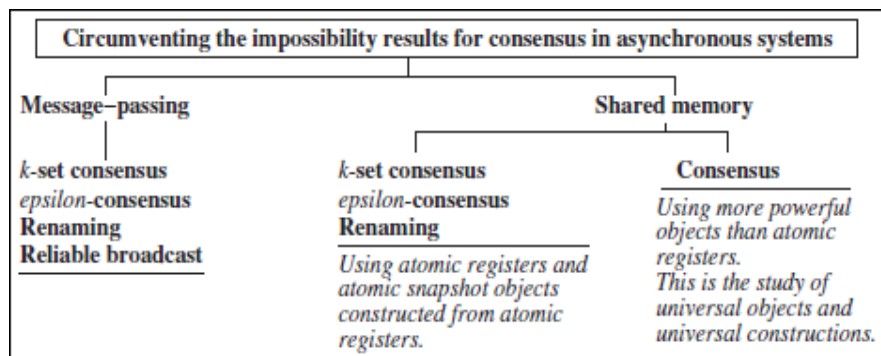 Circumventing the impossibility results for consensus in asynchronous systems
Message−passing
k-set consensus
epsilon-consensus
Renaming
Reliable broadcast
Shared memory
k-set consensus
epsilon-consensus
Renaming
Using atomic registers and
atomic snapshot objects
constructed from atomic
registers.
Consensus
Using more powerful
objects than atomic
registers.
This is the study of
universal objects and
universal constructions.